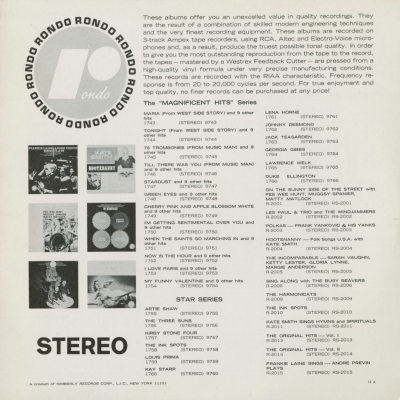 RONDO RONDO RONDO RONDO RONDO RONDO
Rondo
These albums offer you an unexcelled value in quality recordings. They
are the result of a combination of skilled modern engineering techniques
and the very finest recording equipment. These albums are recorded on
3-track Ampex tape recorders, using RCA, Altec and Electro-Voice micro-
phones and, as a result, produce the truest possible tonal quality. In order
to give you the most outstanding reproduction from the tape to the record,
the tapes — mastered by a Westrex Feedback Cutter — are pressed from a
high-quality vinyl formula under very precise manufacturing conditions.
These records are recorded with the RIAA characteristic. Frequency re-
sponse is from 20 to 20,000 cycles per second. For true enjoyment and
top quality, no finer records can be purchased at any price!
The "MAGNIFICENT HITS" Series
MARIA (From WEST SIDE STORY) and 9 other
hits
1743 (STEREO) 9743
TONIGHT (From WEST SIDE STORY) and 9
other hits
1744 (STEREO) 9744
76 TROMBONES (From MUSIC MAN) and 9
other hits
1745 (STEREO) 9745
TILL THERE WAS YOU (From MUSIC MAN)
and 9 other hits
1746 (STEREO) 9746
STARDUST and 9 other hits
1747 (STEREO) 9747
GREEN EYES and 9 other hits
1748 (STEREO) 9748
CHERRY PINK AND APPLE BLOSSOM WHITE
and 9 other hits
1749 (STEREO) 9749
I'M GETTING SENTIMENTAL OVER YOU and
9 other hits
1750 (STEREO) 9750
WHEN THE SAINTS GO MARCHING IN and 9
other hits
1751 (STEREO) 9751
NOW IS THE HOUR and 9 other hits
1752 (STEREO) 9752
I LOVE PARIS and 9 other hits
1753 (STEREO) 9753
MY FUNNY VALENTINE and 9 other hits
1754 (STEREO) 9754
STAR SERIES
ARTIE SHAW
1755 (STEREO) 9755
THE THREE SUNS
1756 (STEREO) 9756
KIRBY STONE FOUR
1757 (STEREO) 9757
THE INK SPOTS
1758 (STEREO) 9758
LOUIS PRIMA
1759 (STEREO) 9759
KAY STARR
1760 (STEREO) 9760
LENA HORNE
1761 (STEREO) 9761
JOHNNY DESMOND
1762 (STEREO) 9762
JACK TEAGARDEN
1763 (STEREO) 9763
GEORGIA GIBBS
1764 (STEREO) 9764
LAWRENCE WELK
1765 (STEREO) 9765
DUKE ELLINGTON
1766 (STEREO) 9766
ON THE SUNNY SIDE OF THE STREET with
PEE WEE HUNT, MUGGSY SPANIER,
MATTY MATLOCK
R-2001 (STEREO) RS-2001
LES PAUL & TRIO and THE WINDJAMMERS
R-2002 (STEREO) RS-2002
POLKAS — FRANK YANKOVIC & HIS YANKS
R-2003 (STEREO) RS-2003
HOOTENANNY — Folk Songs U.S.A. with
KATE SMITH
R-2004 (STEREO) RS-2004
THE INCOMPARABLE — SARAH VAUGHN,
KETTY LESTER, GLORIA LYNNE,
MARGIE ANDERSON
R-2005 (STEREO) RS-2005
SING ALONG with THE BUSY BEAVERS
R-2006 (STEREO) RS-2006
THE HARMONICATS
R-2009 (STEREO) RS-2009
THE INK SPOTS
R-2010 (STEREO) RS-2010
KATE SMITH SINGS HYMNS and SPIRITUALS
R-2011 (STEREO) RS-2011
THE ORIGINAL HITS — Vol. I
R-2013 (STEREO) RS-2013
THE ORIGINAL HITS — Vol. II
R-2014 (STEREO) RS-2014
FRANKIE LAINE SINGS — ANDRE PREVIN
PLAYS
R-2015 (STEREO) RS-2015
KATE
SMITH
HOOTENANNY
STEREO
A product of KIMBERLY RECORDS CORP., L.I.C., NEW YORK 11101